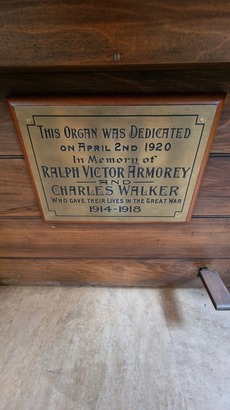 THIS ORGAN WAS DEDICATED
ON APRIL 2ND 1920
In Memory of
RALPH VICTOR ARMOREY
AND
CHARLES WALKER
WHO GAVE THEIR LIVES IN THE GREAT WAR
1914-1918